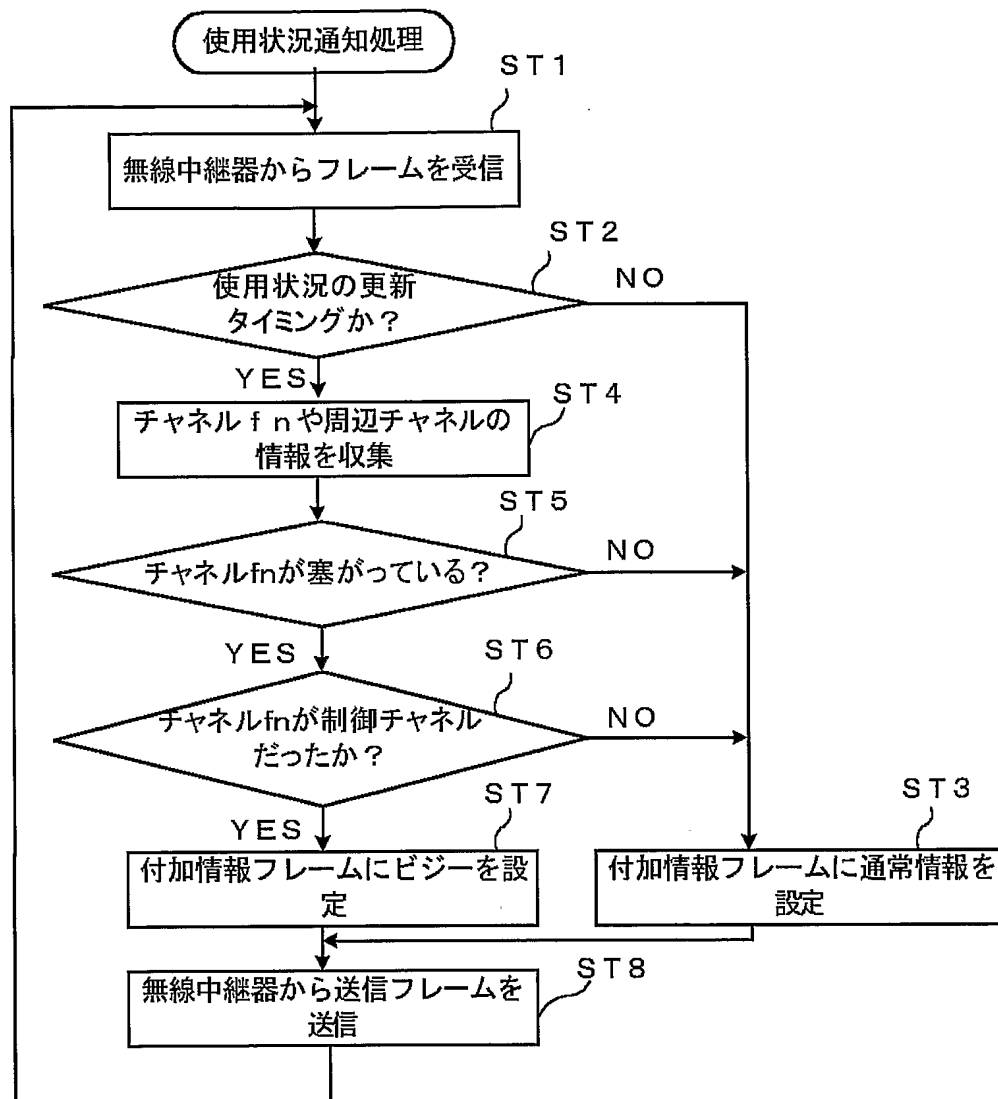 使用状況通知処理
ST1
無線中継器からフレームを受信
ST2
使用状況の更新
タイミングか？
NO
YES
ST4
チャネルｆｎや周辺チャネルの
情報を収集
ST5
チャネルfnが塞がっている？
NO
YES
ST6
チャネルfnが制御チャネル
だったか？
NO
YES
ST7
付加情報フレームにビジーを設
定
ST3
付加情報フレームに通常情報を
設定
ST8
無線中継器から送信フレームを
送信